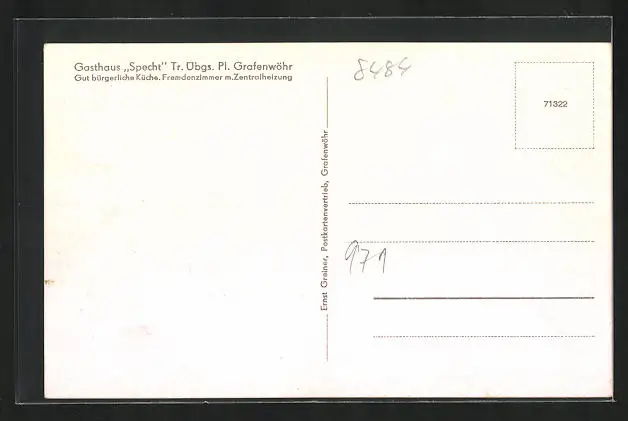 Gasthaus „Specht" Tr. Übgs. Pl. Grafenwöhr
Gut bürgerliche Küche. Fremdenzimmer m. Zentralheizung
8484
71322
Ernst Greiner, Postkartenvertrieb, Grafenwöhr
971